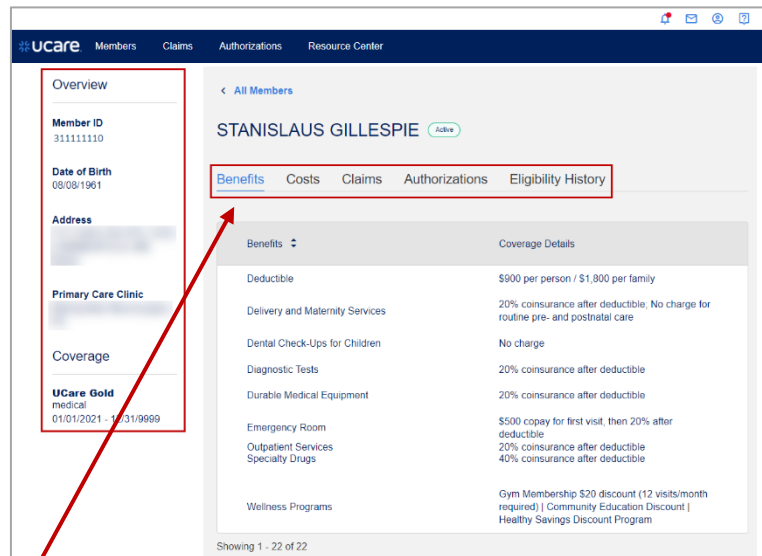 ucare. Members Claims Authorizations Resource Center
Overview
Member ID
311111110
Date of Birth
08/08/1961
Address
Primary Care Clinic
Coverage
UCare Gold
medical
01/01/2021 - 12/31/9999
< All Members
STANISLAUS GILLESPIE Active
Benefits Costs Claims Authorizations Eligibility History
Benefits Coverage Details
Deductible $900 per person / $1,800 per family
Delivery and Maternity Services 20% coinsurance after deductible; No charge for
routine pre- and postnatal care
Dental Check-Ups for Children No charge
Diagnostic Tests 20% coinsurance after deductible
Durable Medical Equipment 20% coinsurance after deductible
Emergency Room $500 copay for first visit, then 20% after
deductible
Outpatient Services 20% coinsurance after deductible
Specialty Drugs 40% coinsurance after deductible
Wellness Programs Gym Membership $20 discount (12 visits/month
required) | Community Education Discount |
Healthy Savings Discount Program
Showing 1 - 22 of 22